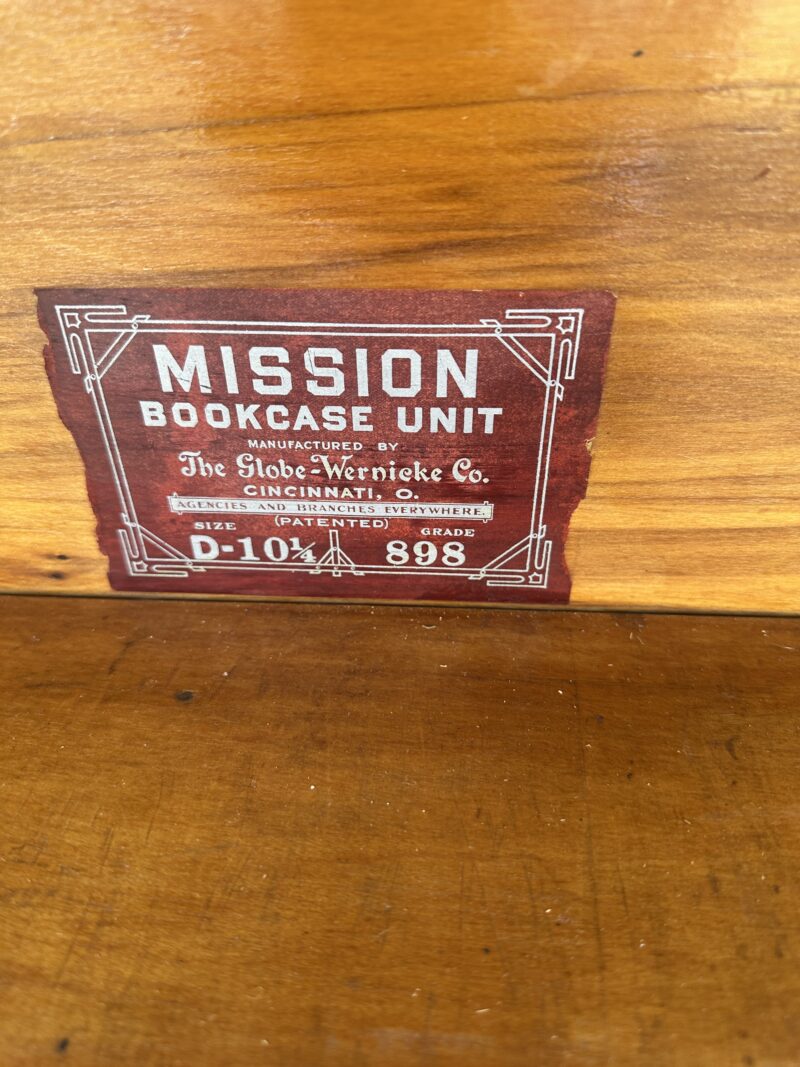 MISSION
BOOKCASE UNIT
MANUFACTURED BY
The Globe-Wernicke Co.
CINCINNATI, O.
AGENCIES AND BRANCHES EVERYWHERE.
(PATENTED)
SIZE GRADE
D-10¼ 898